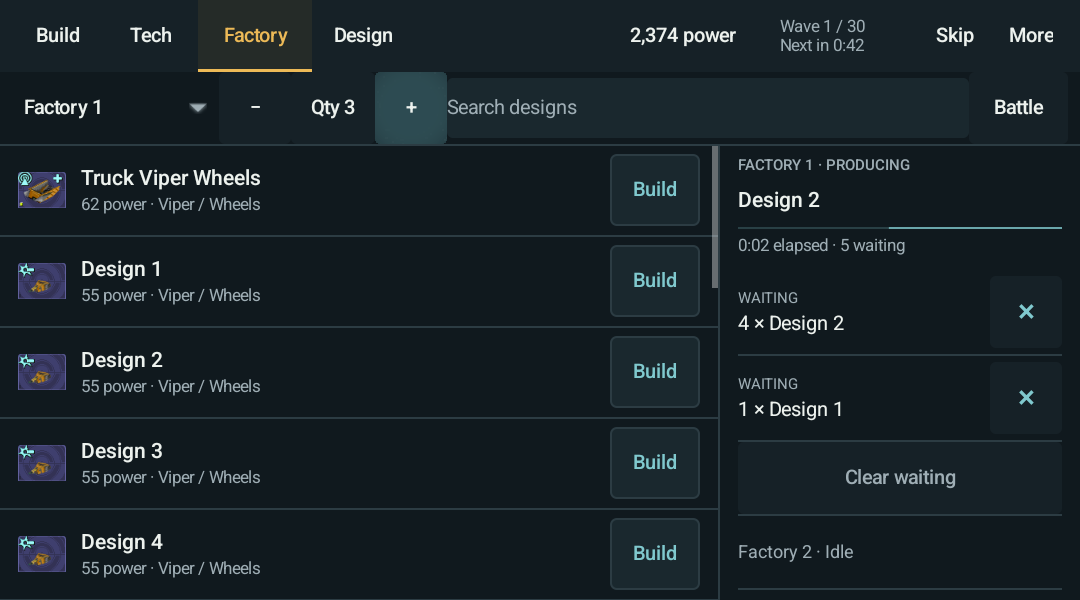 Build Tech Factory Design 2,374 power Wave 1 / 30 Skip More
Next in 0:42
Factory 1 − Qty 3 + Search designs Battle
Truck Viper Wheels
62 power · Viper / Wheels
Build
Design 1
55 power · Viper / Wheels
Build
Design 2
55 power · Viper / Wheels
Build
Design 3
55 power · Viper / Wheels
Build
Design 4
55 power · Viper / Wheels
Build
FACTORY 1 · PRODUCING
Design 2
0:02 elapsed · 5 waiting
WAITING
4 × Design 2
×
WAITING
1 × Design 1
×
Clear waiting
Factory 2 · Idle